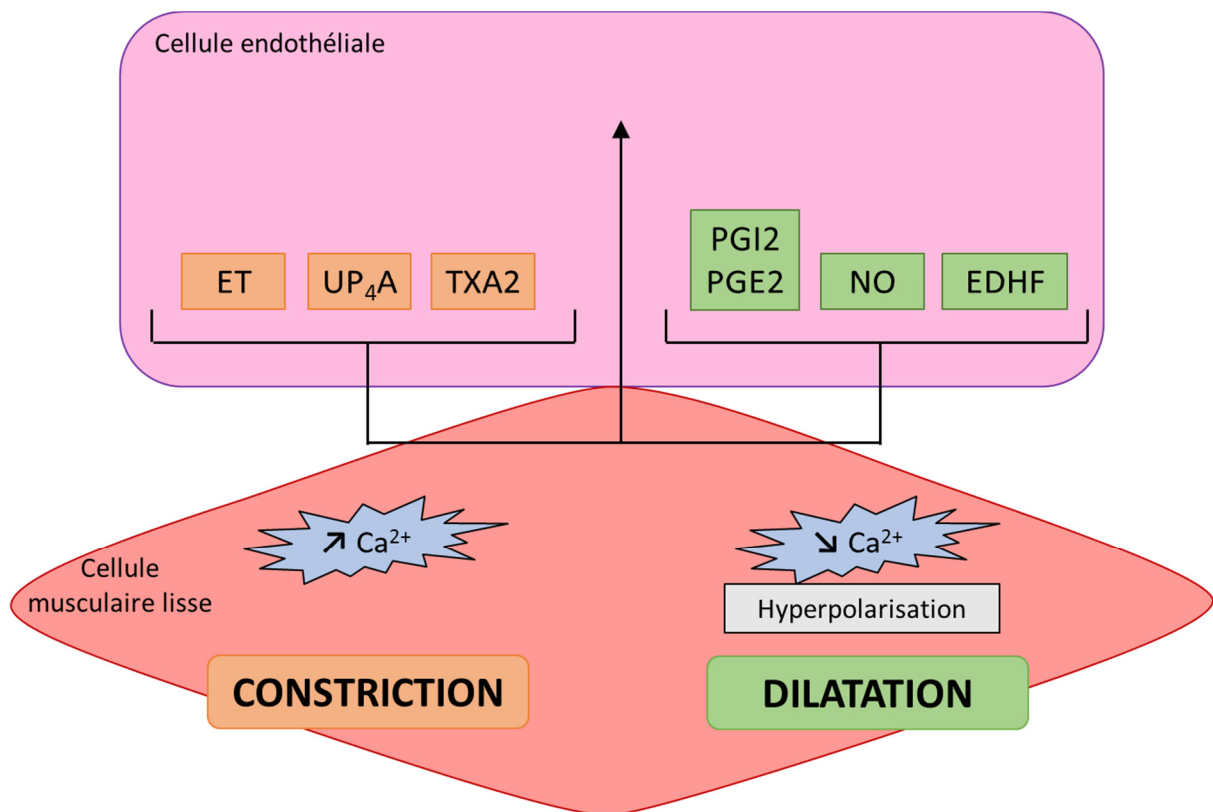 Cellule endothéliale
PGI2
PGE2
ET
UP₄A
TXA2
NO
EDHF
↗ Ca²⁺
↘ Ca²⁺
Cellule
musculaire lisse
Hyperpolarisation
CONSTRICTION
DILATATION